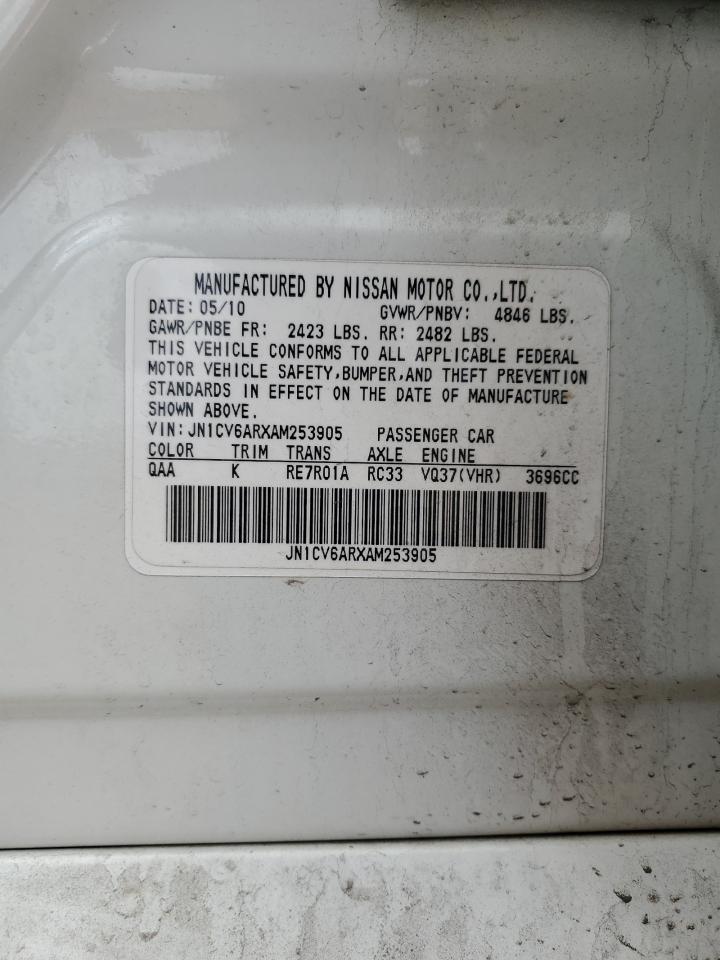 MANUFACTURED BY NISSAN MOTOR CO.,LTD.
DATE: 05/10 GVWR/PNBV: 4846 LBS.
GAWR/PNBE FR: 2423 LBS. RR: 2482 LBS.
THIS VEHICLE CONFORMS TO ALL APPLICABLE FEDERAL
MOTOR VEHICLE SAFETY,BUMPER,AND THEFT PREVENTION
STANDARDS IN EFFECT ON THE DATE OF MANUFACTURE
SHOWN ABOVE.
VIN: JN1CV6ARXAM253905 PASSENGER CAR
COLOR TRIM TRANS AXLE ENGINE
QAA K RE7R01A RC33 VQ37(VHR) 3696CC
JN1CV6ARXAM253905